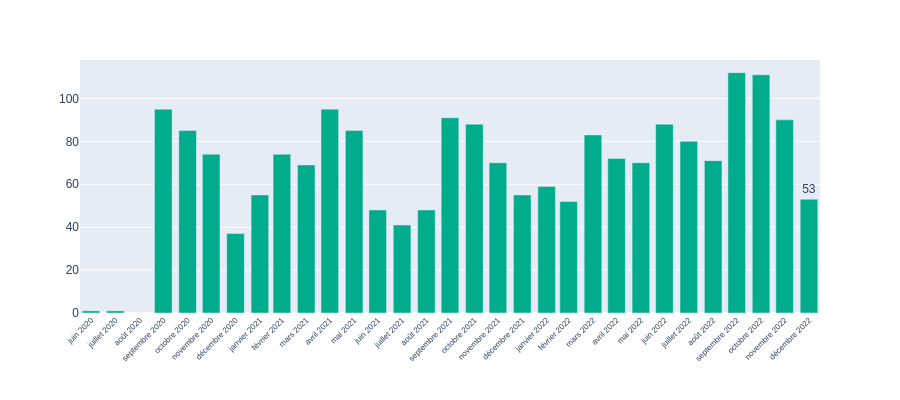 100
80
60
40
20
0
53
juin 2020
juillet 2020
août 2020
septembre 2020
octobre 2020
novembre 2020
décembre 2020
janvier 2021
février 2021
mars 2021
avril 2021
mai 2021
juin 2021
juillet 2021
août 2021
septembre 2021
octobre 2021
novembre 2021
décembre 2021
janvier 2022
février 2022
mars 2022
avril 2022
mai 2022
juin 2022
juillet 2022
août 2022
septembre 2022
octobre 2022
novembre 2022
décembre 2022